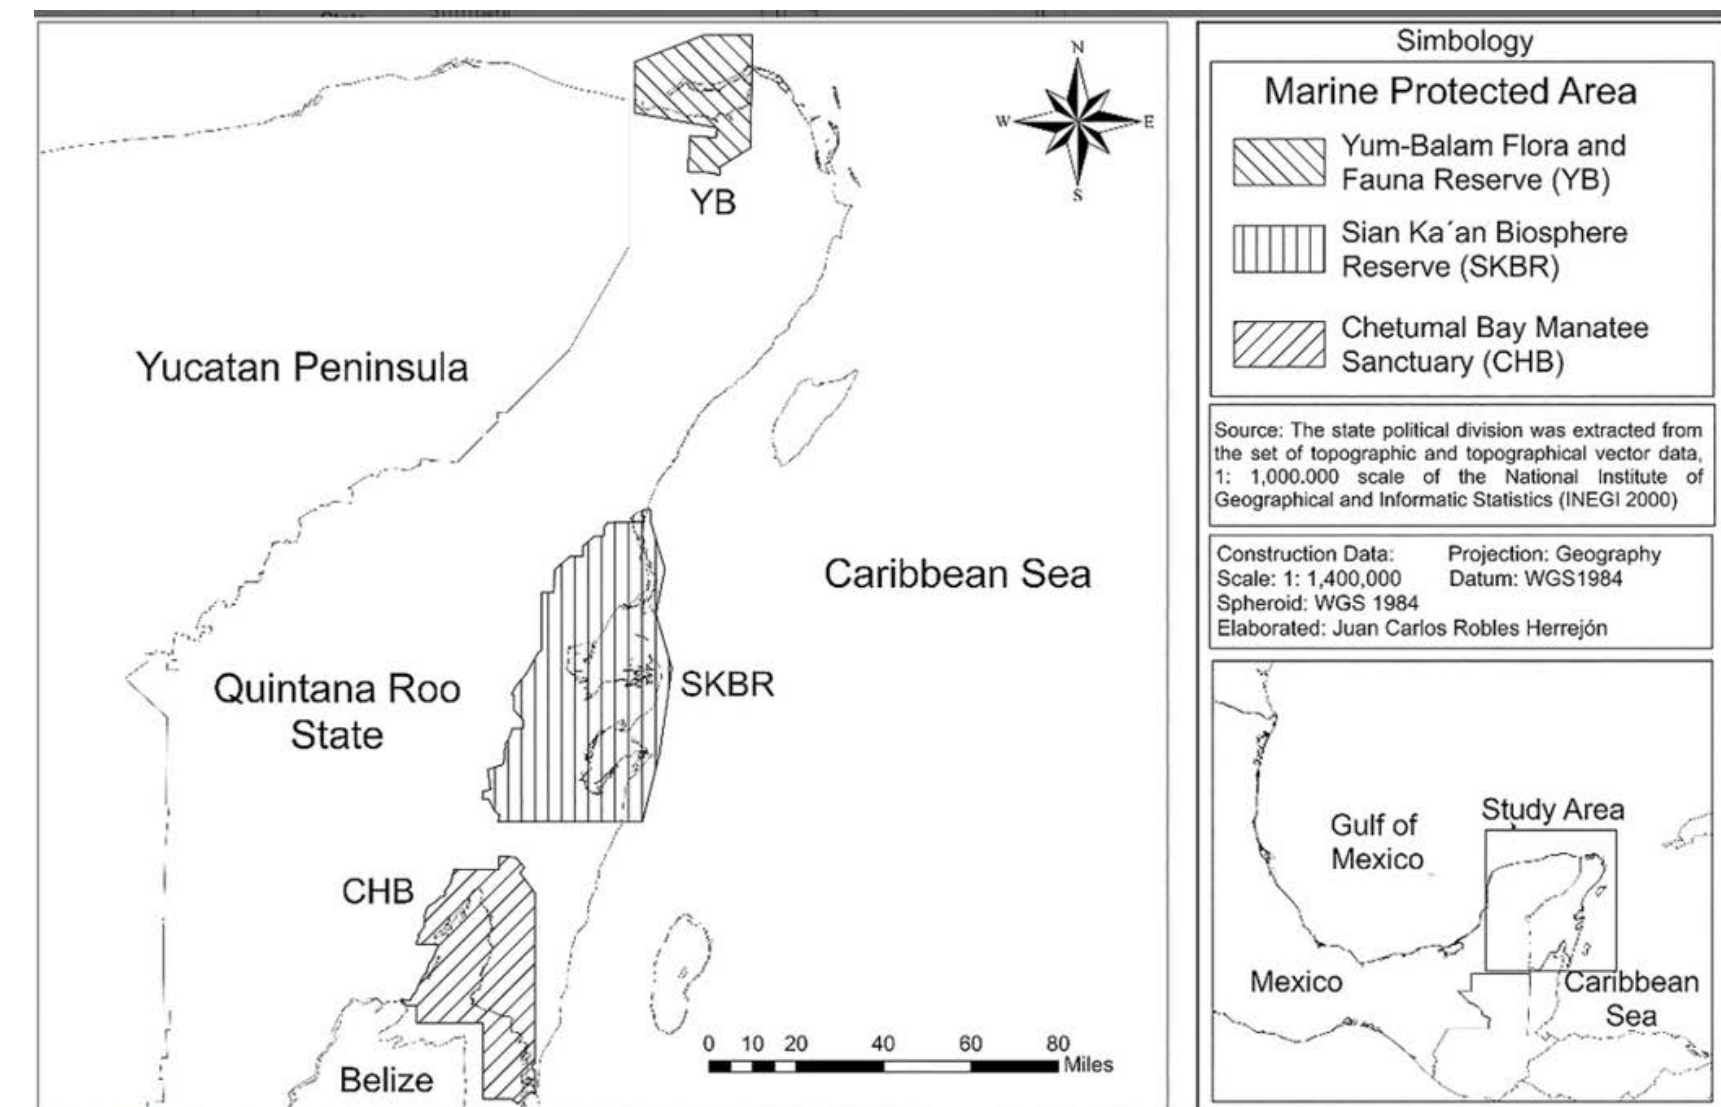 N
W
E
S
YB
Yucatan Peninsula
Caribbean Sea
Quintana Roo
State
SKBR
CHB
Belize
0 10 20 40 60 80
Miles
Simbology
Marine Protected Area
Yum-Balam Flora and
Fauna Reserve (YB)
Sian Ka´an Biosphere
Reserve (SKBR)
Chetumal Bay Manatee
Sanctuary (CHB)
Source: The state political division was extracted from
the set of topographic and topographical vector data,
1: 1,000.000 scale of the National Institute of
Geographical and Informatic Statistics (INEGI 2000)
Construction Data: Projection: Geography
Scale: 1: 1,400,000 Datum: WGS1984
Spheroid: WGS 1984
Elaborated: Juan Carlos Robles Herrejón
Study Area
Gulf of
Mexico
Mexico
Caribbean
Sea